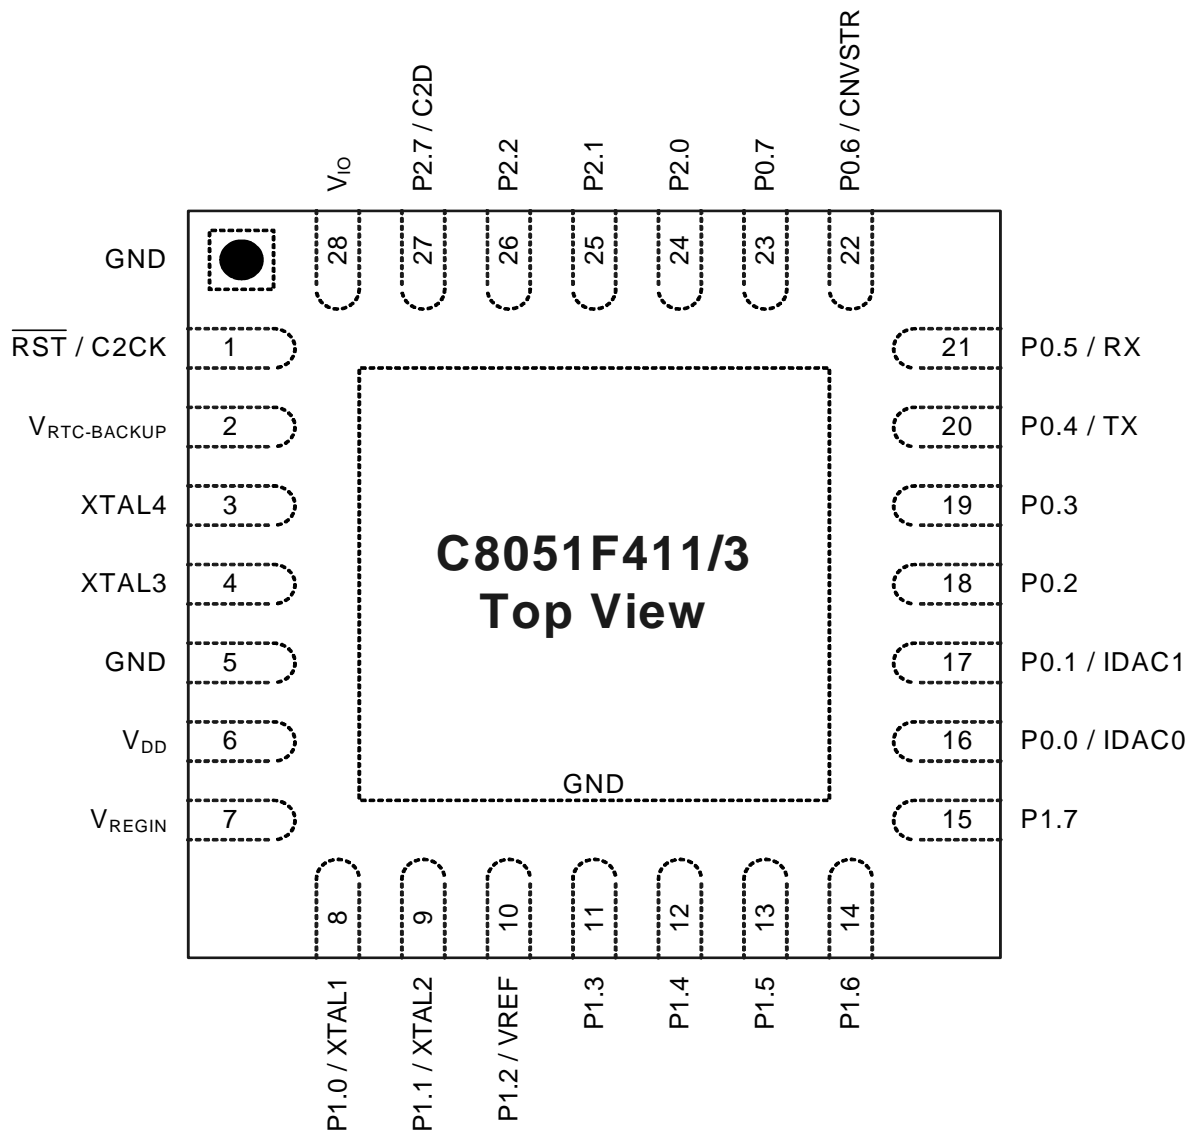 VIO
P2.7 / C2D
P2.2
P2.1
P2.0
P0.7
P0.6 / CNVSTR
28
27
26
25
24
23
22
GND
RST / C2CK
1
VRTC-BACKUP
2
XTAL4
3
XTAL3
4
GND
5
VDD
6
VREGIN
7
21
P0.5 / RX
20
P0.4 / TX
19
P0.3
18
P0.2
17
P0.1 / IDAC1
16
P0.0 / IDAC0
15
P1.7
C8051F411/3
Top View
GND
8
9
10
11
12
13
14
P1.0 / XTAL1
P1.1 / XTAL2
P1.2 / VREF
P1.3
P1.4
P1.5
P1.6